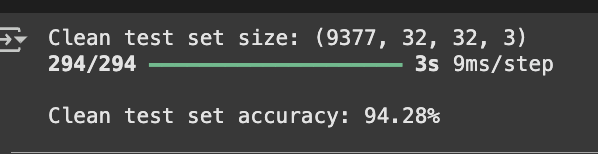 Clean test set size: (9377, 32, 32, 3)
294/294 3s 9ms/step
Clean test set accuracy: 94.28%